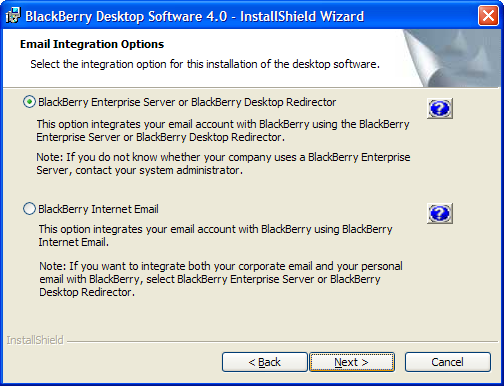 BlackBerry Desktop Software 4.0 - InstallShield Wizard
Email Integration Options
Select the integration option for this installation of the desktop software.
BlackBerry Enterprise Server or BlackBerry Desktop Redirector
This option integrates your email account with BlackBerry using the BlackBerry
Enterprise Server or BlackBerry Desktop Redirector.
Note: If you do not know whether your company uses a BlackBerry Enterprise
Server, contact your system administrator.
BlackBerry Internet Email
This option integrates your email account with BlackBerry using BlackBerry
Internet Email.
Note: If you want to integrate both your corporate email and your personal
email with BlackBerry, select BlackBerry Enterprise Server or BlackBerry
Desktop Redirector.
InstallShield
< Back
Next >
Cancel